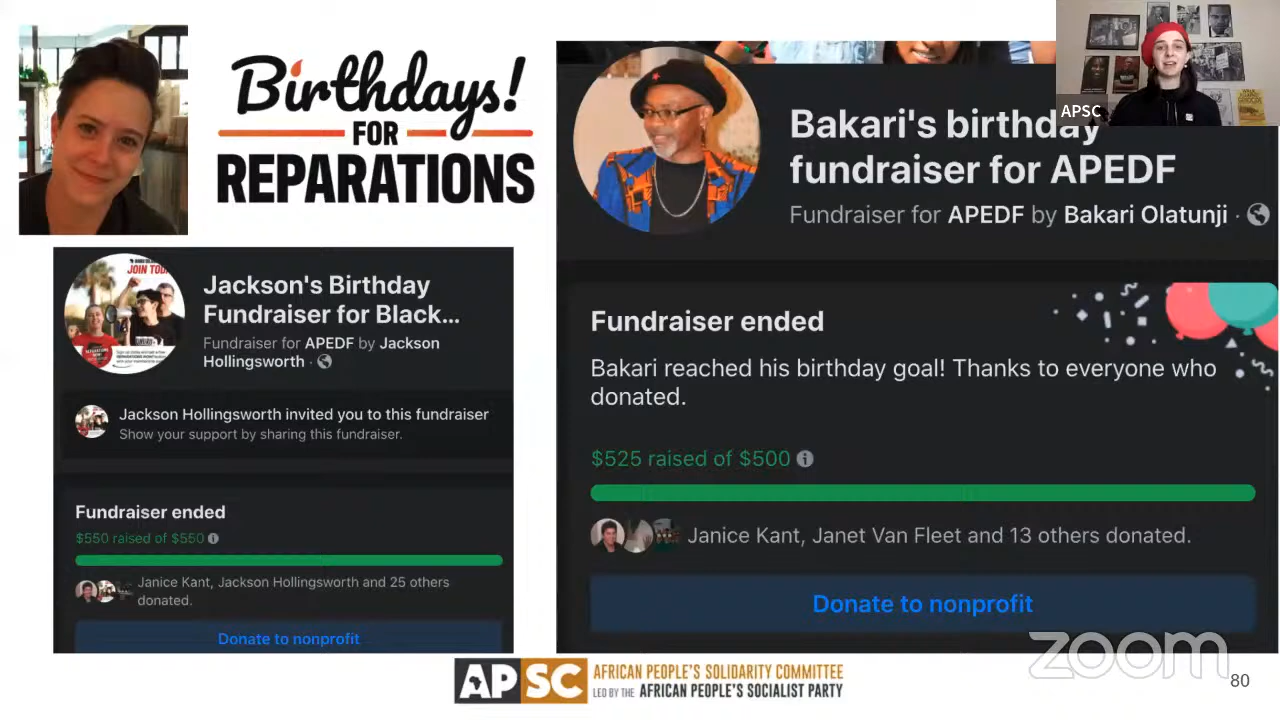 Birthdays!
FOR
REPARATIONS
Jackson's Birthday
Fundraiser for Black...
Fundraiser for APEDF by Jackson
Hollingsworth ·
Jackson Hollingsworth invited you to this fundraiser
Show your support by sharing this fundraiser.
Fundraiser ended
$550 raised of $550
Janice Kant, Jackson Hollingsworth and 25 others
donated.
Donate to nonprofit
Bakari's birthday
fundraiser for APEDF
Fundraiser for APEDF by Bakari Olatunji ·
Fundraiser ended
Bakari reached his birthday goal! Thanks to everyone who
donated.
$525 raised of $500
Janice Kant, Janet Van Fleet and 13 others donated.
Donate to nonprofit
APSC
APSC
AFRICAN PEOPLE'S SOLIDARITY COMMITTEE
LED BY THE AFRICAN PEOPLE'S SOCIALIST PARTY
zoom
80